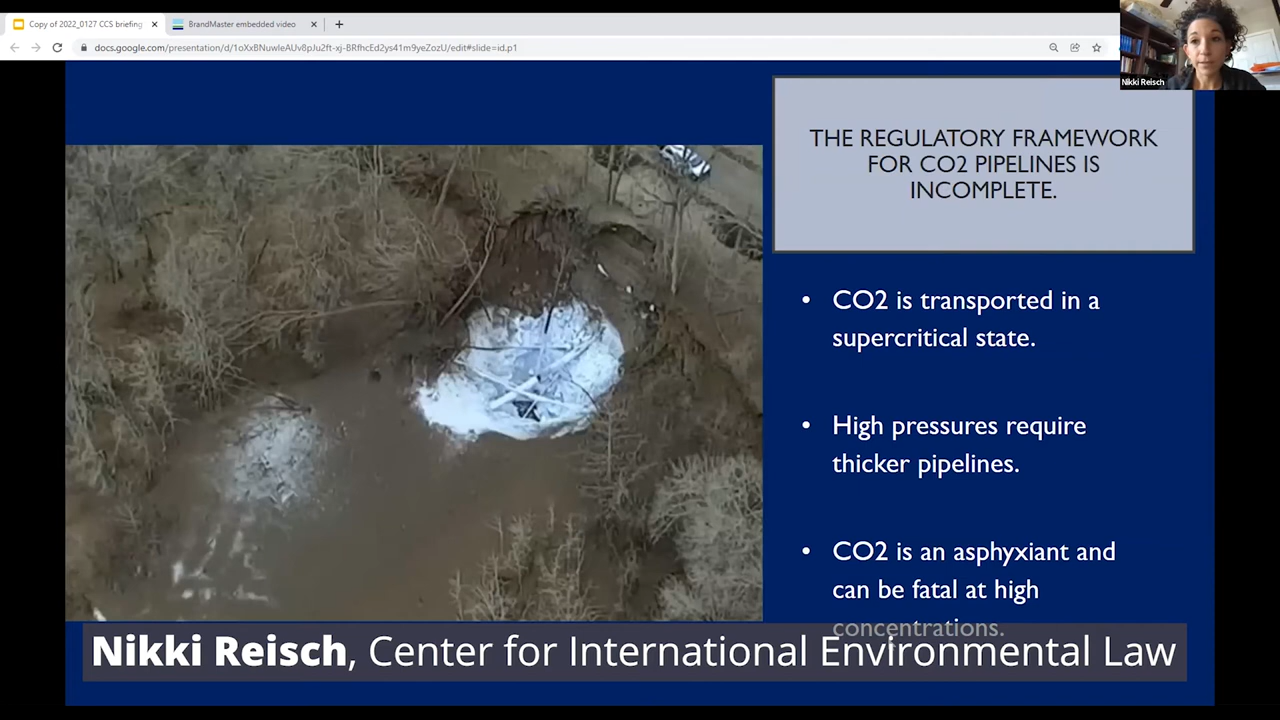 Copy of 2022_0127 CCS briefing
BrandMaster embedded video
docs.google.com/presentation/d/1oXxBNuwIeAUv8pJu2ft-xj-BRfhcEd2ys41m9yeZozU/edit#slide=id.p1
Nikki Reisch
THE REGULATORY FRAMEWORK
FOR CO2 PIPELINES IS
INCOMPLETE.
• CO2 is transported in a
supercritical state.
• High pressures require
thicker pipelines.
• CO2 is an asphyxiant and
can be fatal at high
concentrations.
Nikki Reisch, Center for International Environmental Law